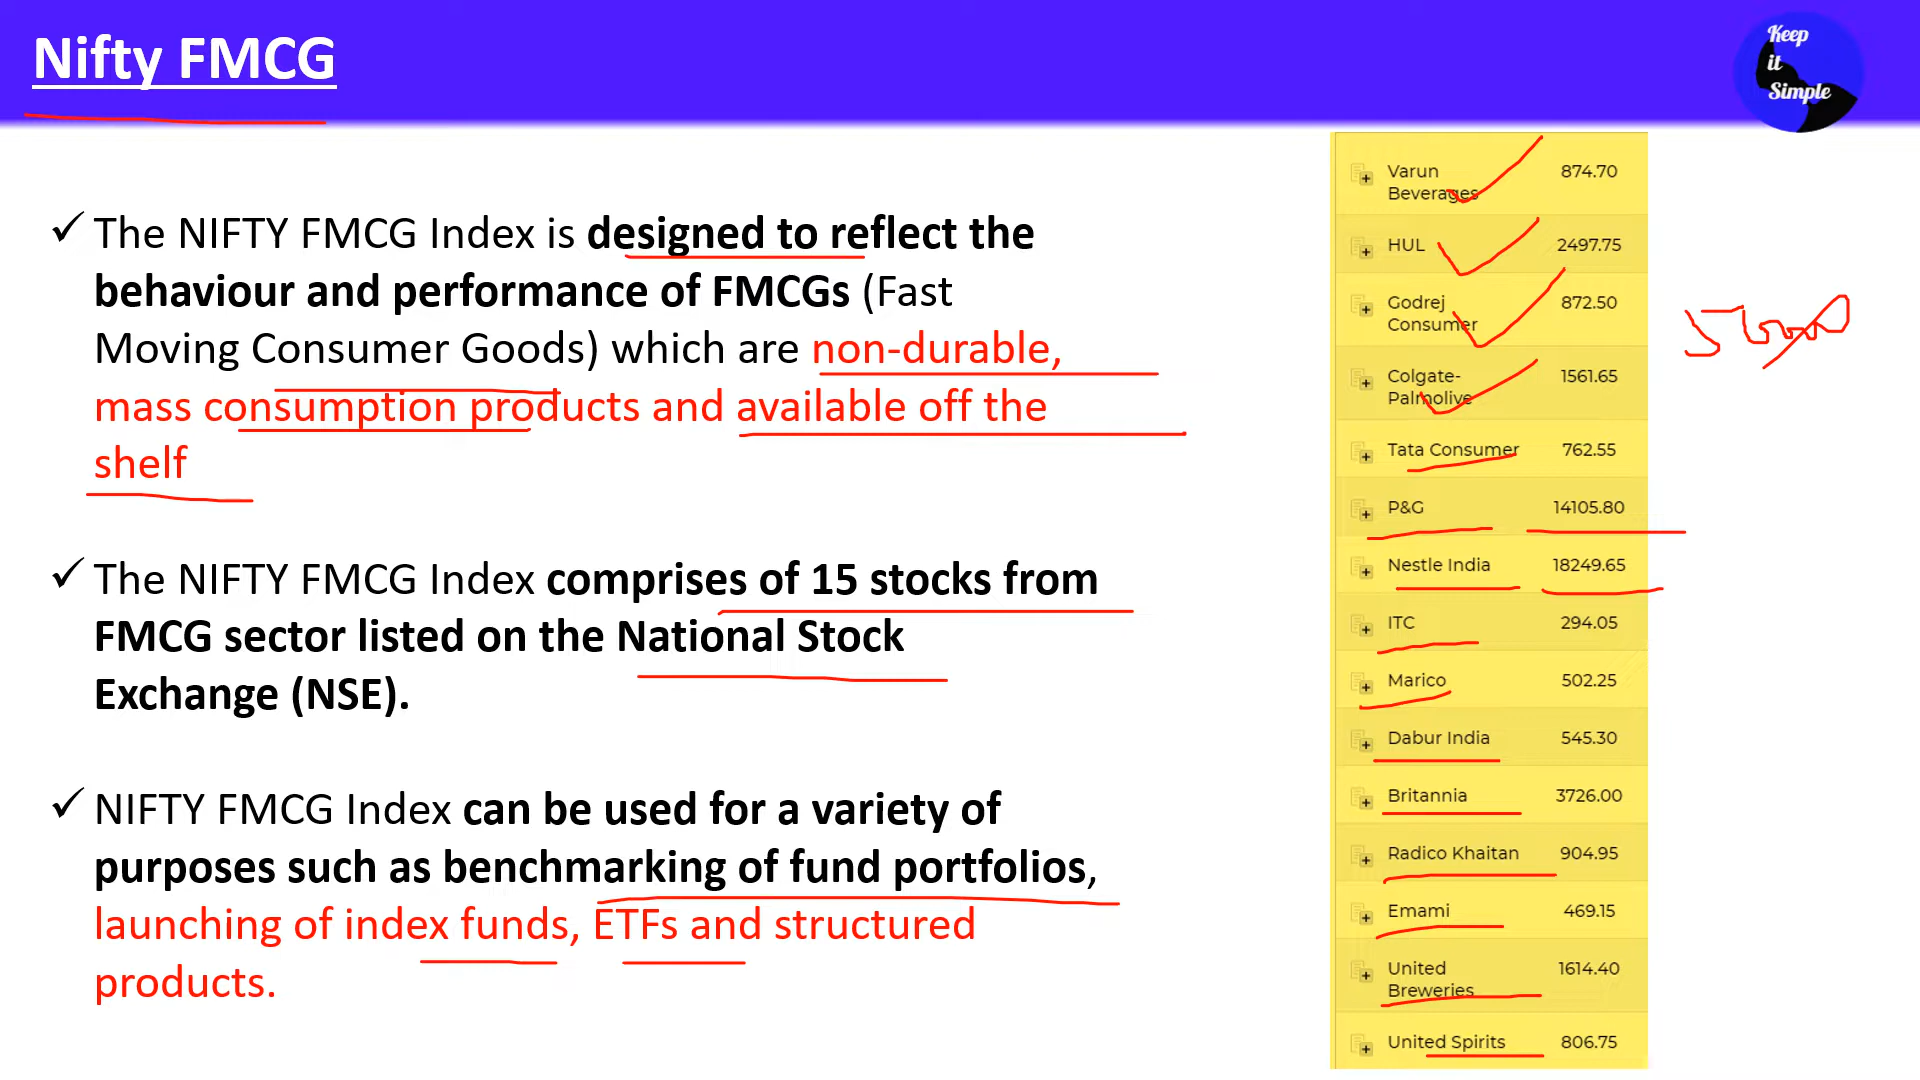 Nifty FMCG
Keep
it
Simple
✓ The NIFTY FMCG Index is designed to reflect the
behaviour and performance of FMCGs (Fast
Moving Consumer Goods) which are non-durable,
mass consumption products and available off the
shelf
✓ The NIFTY FMCG Index comprises of 15 stocks from
FMCG sector listed on the National Stock
Exchange (NSE).
✓ NIFTY FMCG Index can be used for a variety of
purposes such as benchmarking of fund portfolios,
launching of index funds, ETFs and structured
products.
Varun 874.70
Beverages
HUL 2497.75
Godrej 872.50
Consumer
Colgate- 1561.65
Palmolive
Tata Consumer 762.55
P&G 14105.80
Nestle India 18249.65
ITC 294.05
Marico 502.25
Dabur India 545.30
Britannia 3726.00
Radico Khaitan 904.95
Emami 469.15
United 1614.40
Breweries
United Spirits 806.75